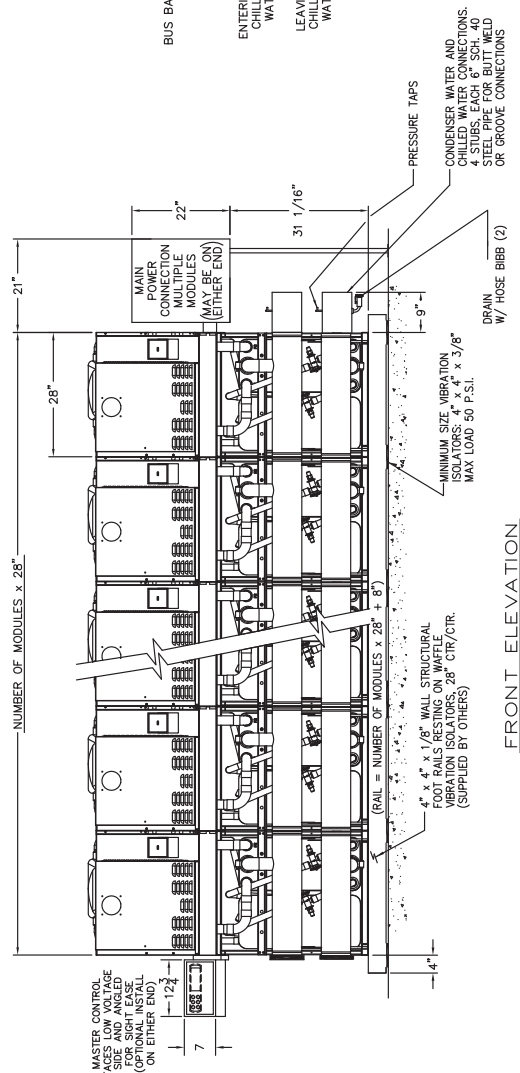 NUMBER OF MODULES x 28"
28"
21"
22"
31 1/16"
MAIN
POWER
CONNECTION
MULTIPLE
MODULES
(MAY BE ON
EITHER END)
MASTER CONTROL
FACES LOW VOLTAGE
SIDE AND ANGLED
FOR SIGHT EASE
(OPTIONAL INSTALL
ON EITHER END)
12 3/4
7
4"
(RAIL = NUMBER OF MODULES x 28" + 8")
4" x 4" x 1/8" WALL STRUCTURAL
FOOT RAILS RESTING ON WAFFLE
VIBRATION ISOLATORS, 28" CTR/CTR.
(SUPPLIED BY OTHERS)
MINIMUM SIZE VIBRATION
ISOLATORS: 4" x 4" x 3/8"
MAX LOAD 50 P.S.I.
9"
DRAIN
W/ HOSE BIBB (2)
PRESSURE TAPS
CONDENSER WATER AND
CHILLED WATER CONNECTIONS.
4 STUBS, EACH 6" SCH. 40
STEEL PIPE FOR BUTT WELD
OR GROOVE CONNECTIONS
BUS BA
ENTERI
CHILL
WAT
LEAVI
CHILL
WAT
FRONT ELEVATION